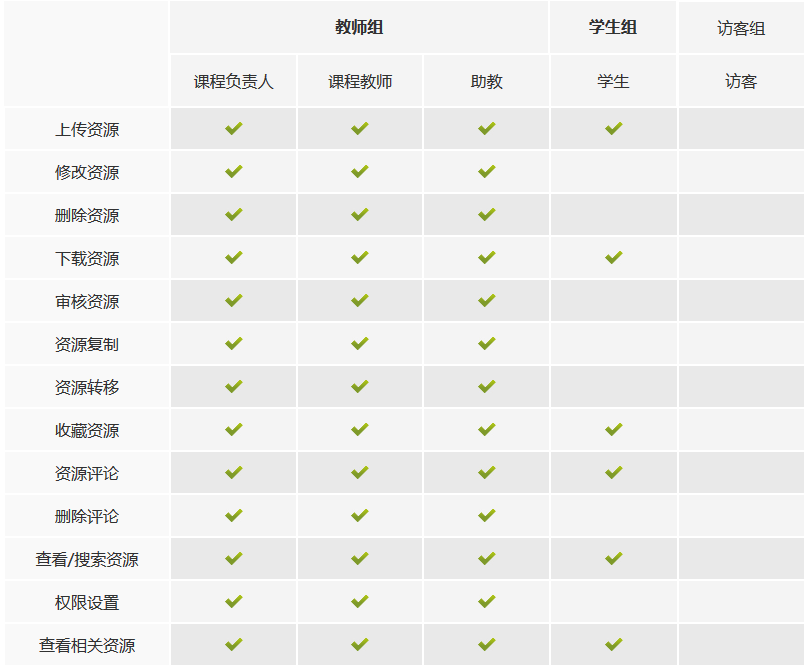 教师组 学生组 访客组
课程负责人 课程教师 助教 学生 访客
上传资源
修改资源
删除资源
下载资源
审核资源
资源复制
资源转移
收藏资源
资源评论
删除评论
查看/搜索资源
权限设置
查看相关资源